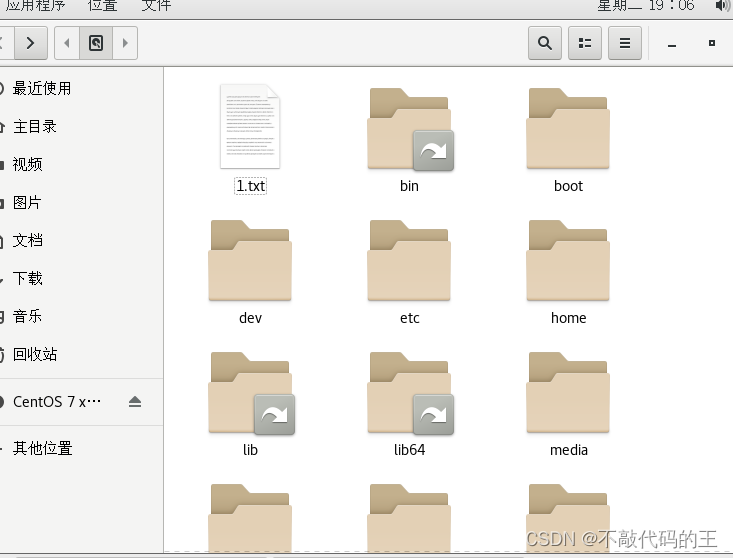 应用程序 位置 文件 星期二 19:06
最近使用
主目录
视频
图片
文档
下载
音乐
回收站
CentOS 7 x···
其他位置
1.txt bin boot
dev etc home
lib lib64 media
CSDN @不敲代码的王